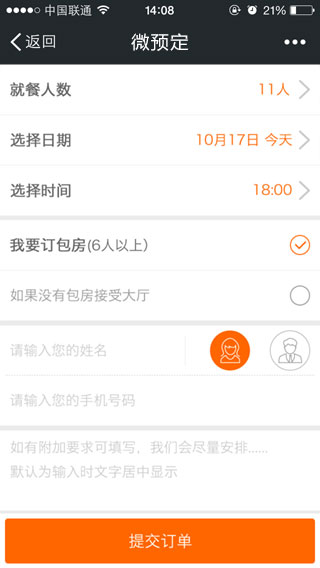 中国联通 14:08 21%
返回 微预定
就餐人数 11人
选择日期 10月17日 今天
选择时间 18:00
我要订包房(6人以上)
如果没有包房接受大厅
请输入您的姓名
请输入您的手机号码
如有附加要求可填写，我们会尽量安排......
默认为输入时文字居中显示
提交订单